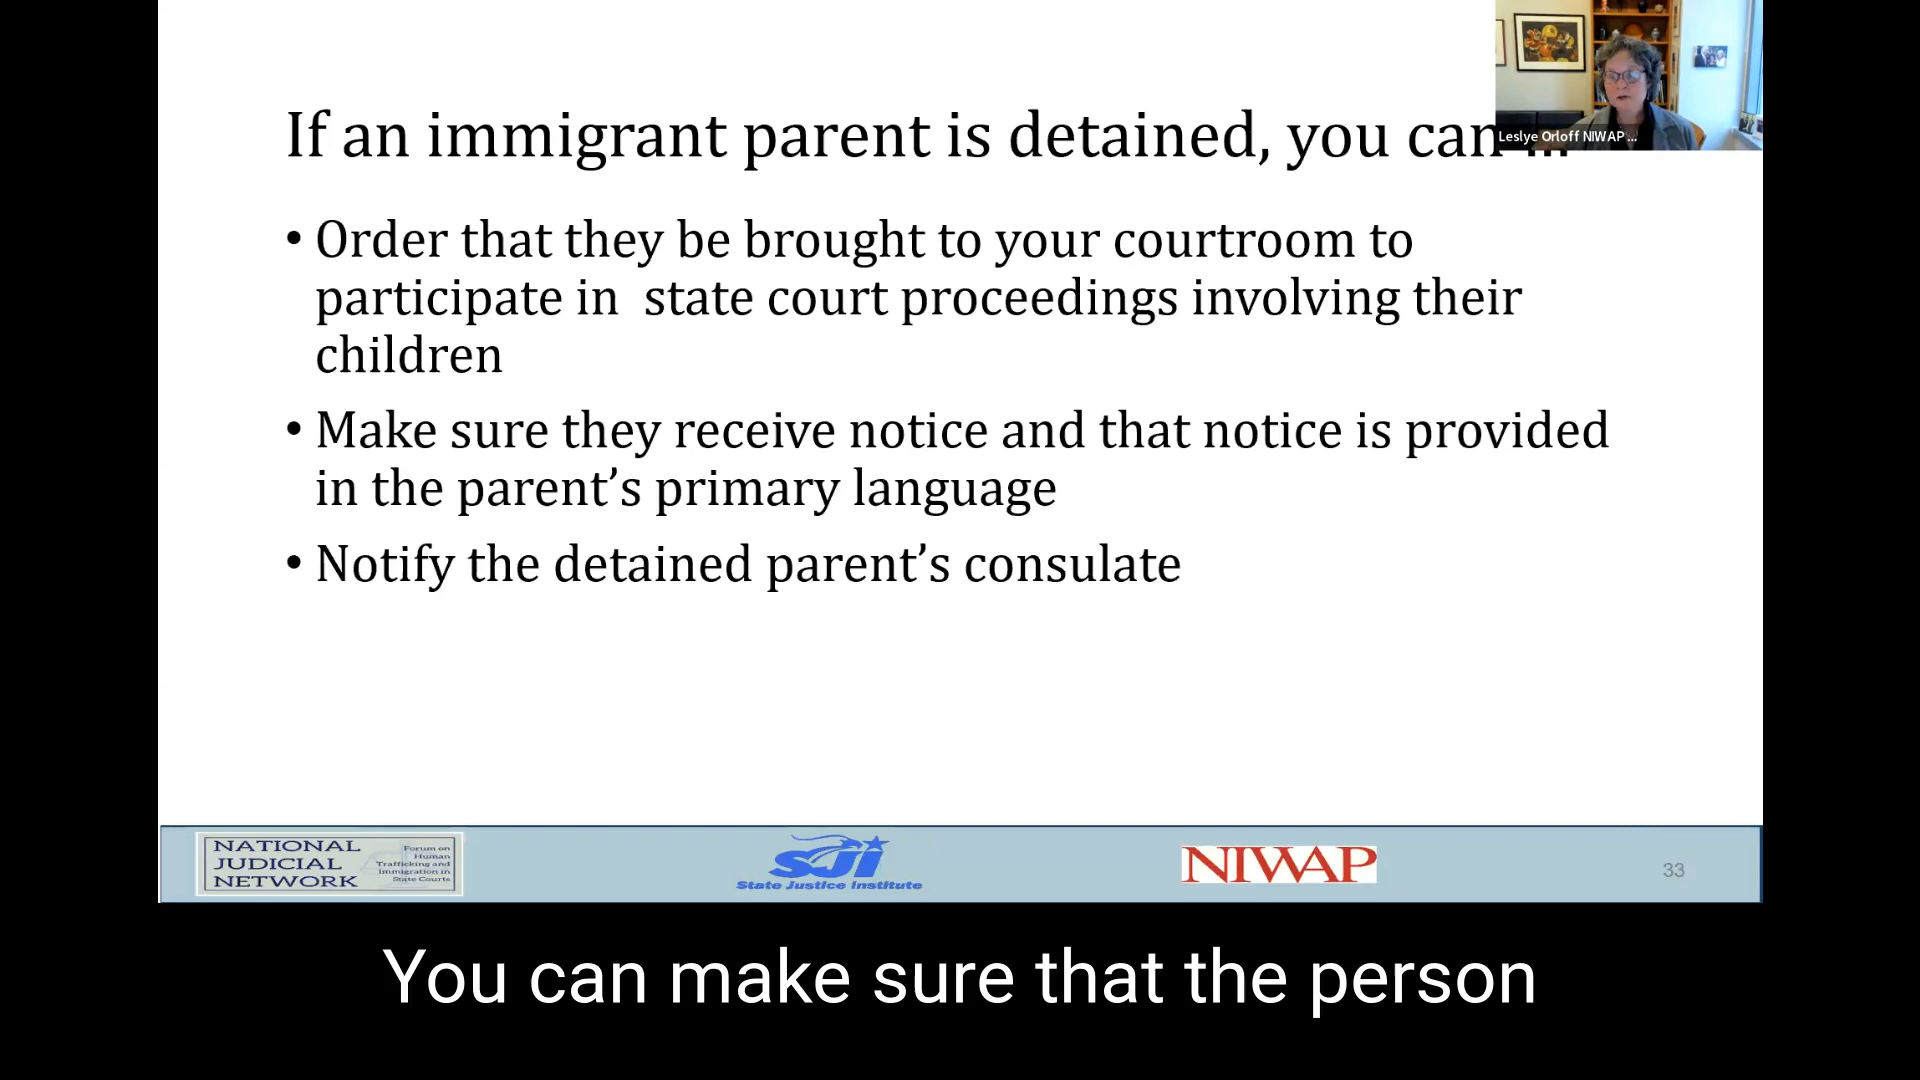 If an immigrant parent is detained, you can ...
Leslye Orloff NIWAP ...
• Order that they be brought to your courtroom to
participate in  state court proceedings involving their
children
• Make sure they receive notice and that notice is provided
in the parent’s primary language
• Notify the detained parent’s consulate
NATIONAL
JUDICIAL
NETWORK
Forum on
Human
Trafficking and
Immigration in
State Courts
SJI
State Justice Institute
NIWAP
33
You can make sure that the person